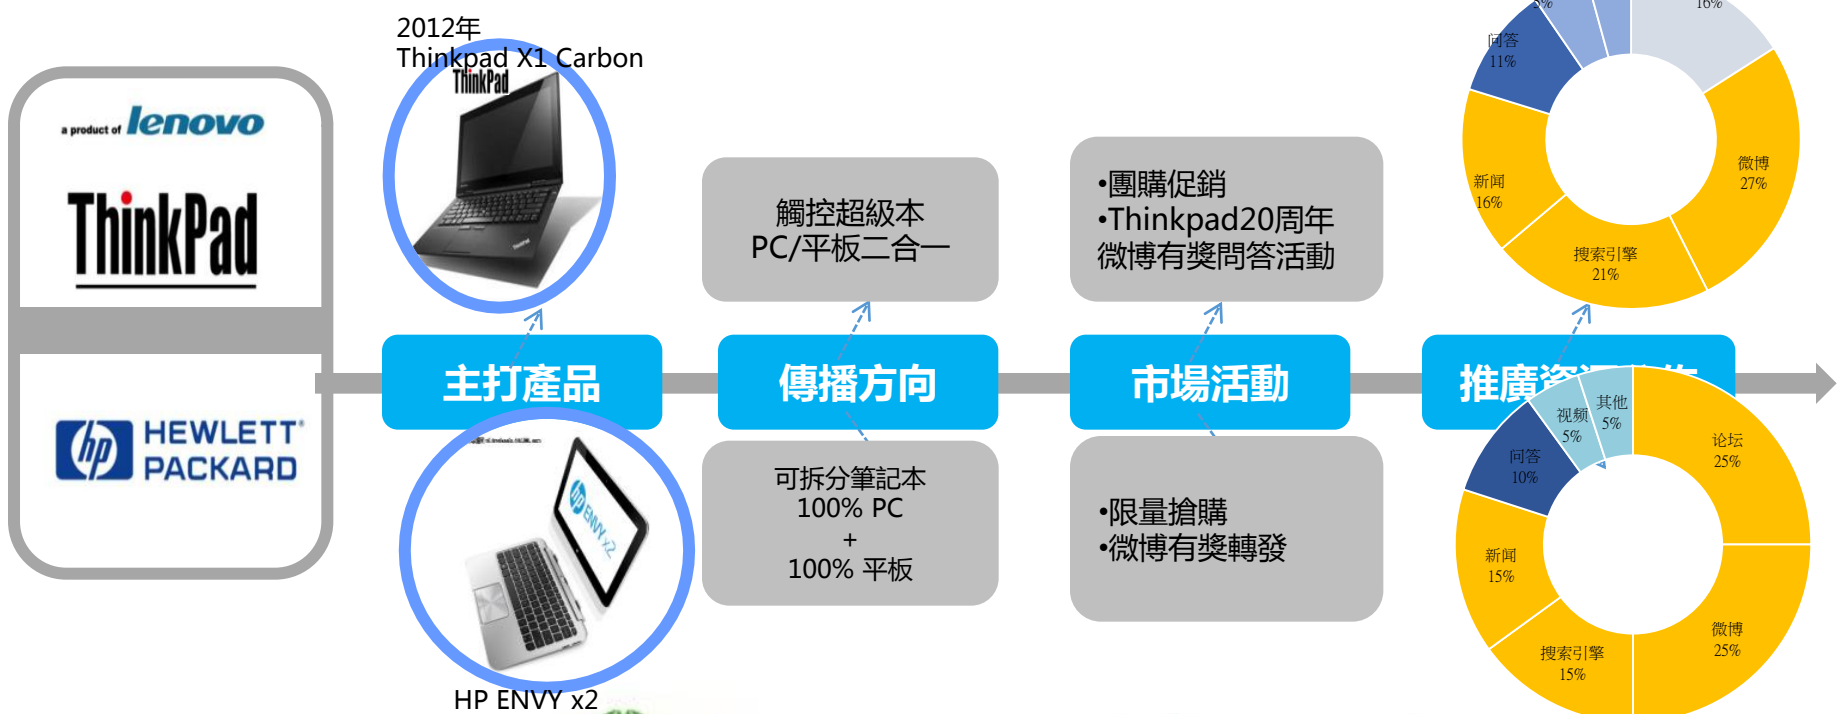 2012年
Thinkpad X1 Carbon
ThinkPad
a product of lenovo
ThinkPad
HEWLETT
PACKARD
hp
主打產品
傳播方向
市場活動
推廣資
觸控超級本
PC/平板二合一
•團購促銷
•Thinkpad20周年
微博有獎問答活動
5%
16%
问答
11%
微博
27%
新闻
16%
搜索引擎
21%
hp ENVY x2
HP ENVY x2
可拆分筆記本
100% PC
+
100% 平板
•限量搶購
•微博有獎轉發
视频
5%
其他
5%
论坛
25%
问答
10%
新闻
15%
微博
25%
搜索引擎
15%